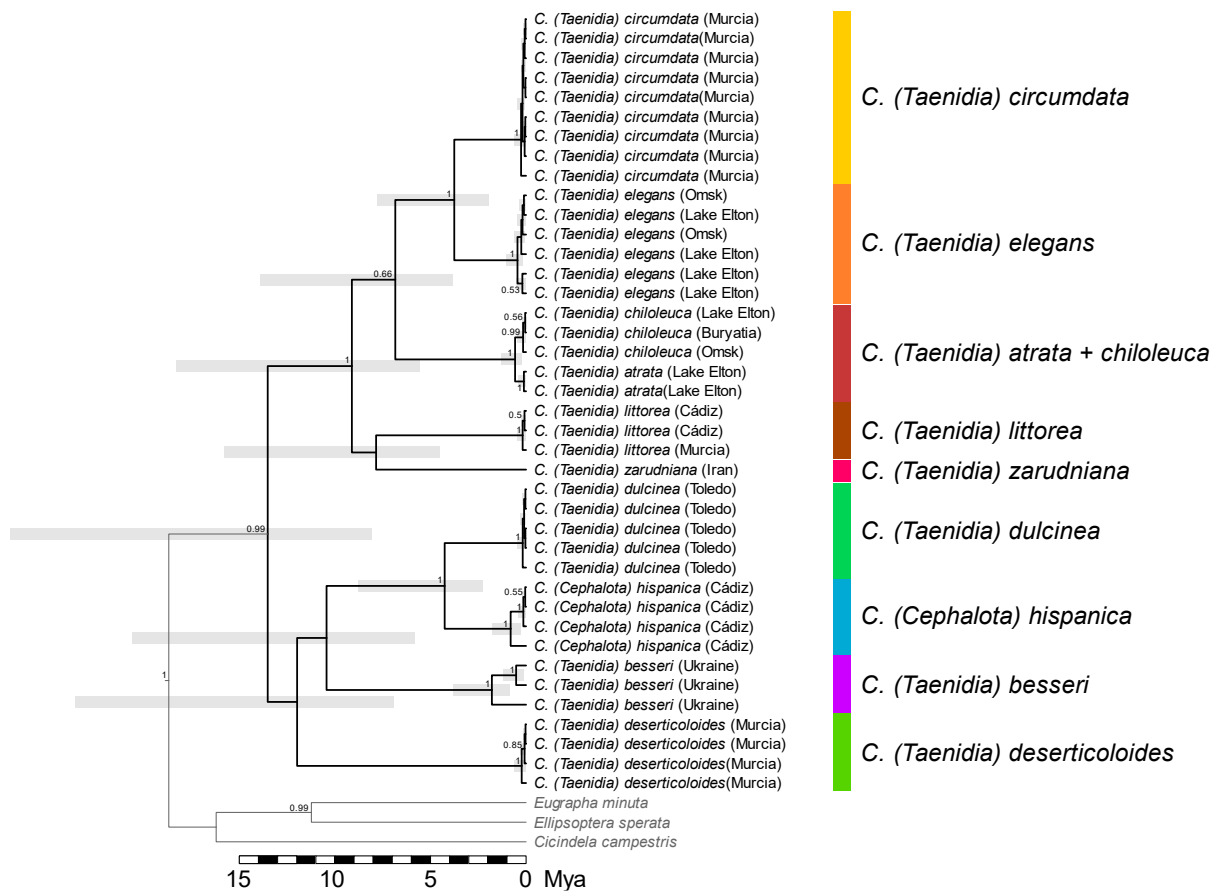 C. (Taenidia) circumdata (Murcia)
C. (Taenidia) circumdata(Murcia)
C. (Taenidia) circumdata (Murcia)
C. (Taenidia) circumdata (Murcia)
C. (Taenidia) circumdata(Murcia)
C. (Taenidia) circumdata (Murcia)
C. (Taenidia) circumdata (Murcia)
C. (Taenidia) circumdata (Murcia)
C. (Taenidia) circumdata (Murcia)
C. (Taenidia) elegans (Omsk)
C. (Taenidia) elegans (Lake Elton)
C. (Taenidia) elegans (Omsk)
C. (Taenidia) elegans (Lake Elton)
C. (Taenidia) elegans (Lake Elton)
C. (Taenidia) elegans (Lake Elton)
C. (Taenidia) chiloleuca (Lake Elton)
C. (Taenidia) chiloleuca (Buryatia)
C. (Taenidia) chiloleuca (Omsk)
C. (Taenidia) atrata (Lake Elton)
C. (Taenidia) atrata(Lake Elton)
C. (Taenidia) littorea (Cádiz)
C. (Taenidia) littorea (Cádiz)
C. (Taenidia) littorea (Murcia)
C. (Taenidia) zarudniana (Iran)
C. (Taenidia) dulcinea (Toledo)
C. (Taenidia) dulcinea (Toledo)
C. (Taenidia) dulcinea (Toledo)
C. (Taenidia) dulcinea (Toledo)
C. (Taenidia) dulcinea (Toledo)
C. (Cephalota) hispanica (Cádiz)
C. (Cephalota) hispanica (Cádiz)
C. (Cephalota) hispanica (Cádiz)
C. (Cephalota) hispanica (Cádiz)
C. (Taenidia) besseri (Ukraine)
C. (Taenidia) besseri (Ukraine)
C. (Taenidia) besseri (Ukraine)
C. (Taenidia) deserticoloides (Murcia)
C. (Taenidia) deserticoloides (Murcia)
C. (Taenidia) deserticoloides(Murcia)
C. (Taenidia) deserticoloides(Murcia)
Eugrapha minuta
Ellipsoptera sperata
Cicindela campestris
C. (Taenidia) circumdata
C. (Taenidia) elegans
C. (Taenidia) atrata + chiloleuca
C. (Taenidia) littorea
C. (Taenidia) zarudniana
C. (Taenidia) dulcinea
C. (Cephalota) hispanica
C. (Taenidia) besseri
C. (Taenidia) deserticoloides
1
1
1
0.53
0.66
0.56
0.99
1
1
1
0.5
1
0.99
1
1
0.55
1
1
1
1
0.85
1
1
0.99
15 10 5 0 Mya